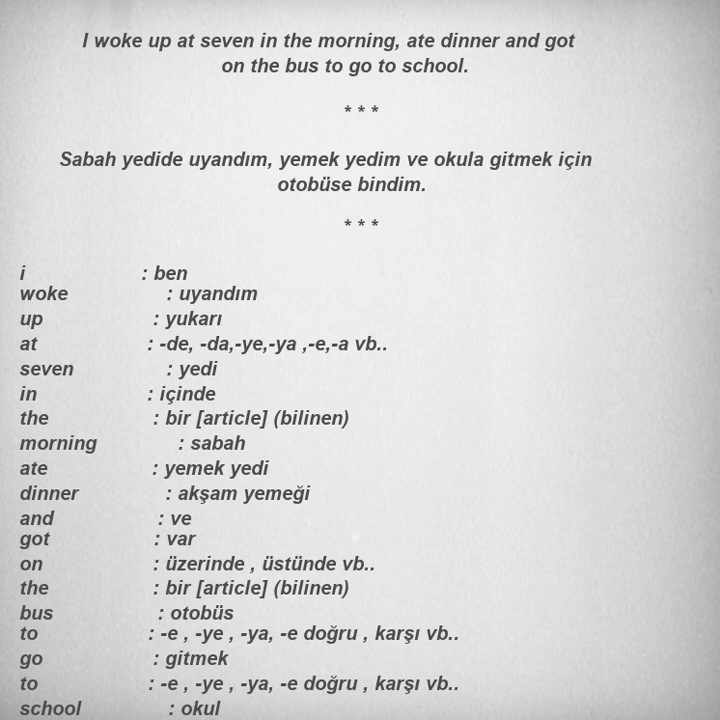 I woke up at seven in the morning, ate dinner and got
on the bus to go to school.
* * *
Sabah yedide uyandım, yemek yedim ve okula gitmek için
otobüse bindim.
* * *
i : ben
woke : uyandım
up : yukarı
at : -de, -da,-ye,-ya ,-e,-a vb..
seven : yedi
in : içinde
the : bir [article] (bilinen)
morning : sabah
ate : yemek yedi
dinner : akşam yemeği
and : ve
got : var
on : üzerinde , üstünde vb..
the : bir [article] (bilinen)
bus : otobüs
to : -e , -ye , -ya, -e doğru , karşı vb..
go : gitmek
to : -e , -ye , -ya, -e doğru , karşı vb..
school : okul